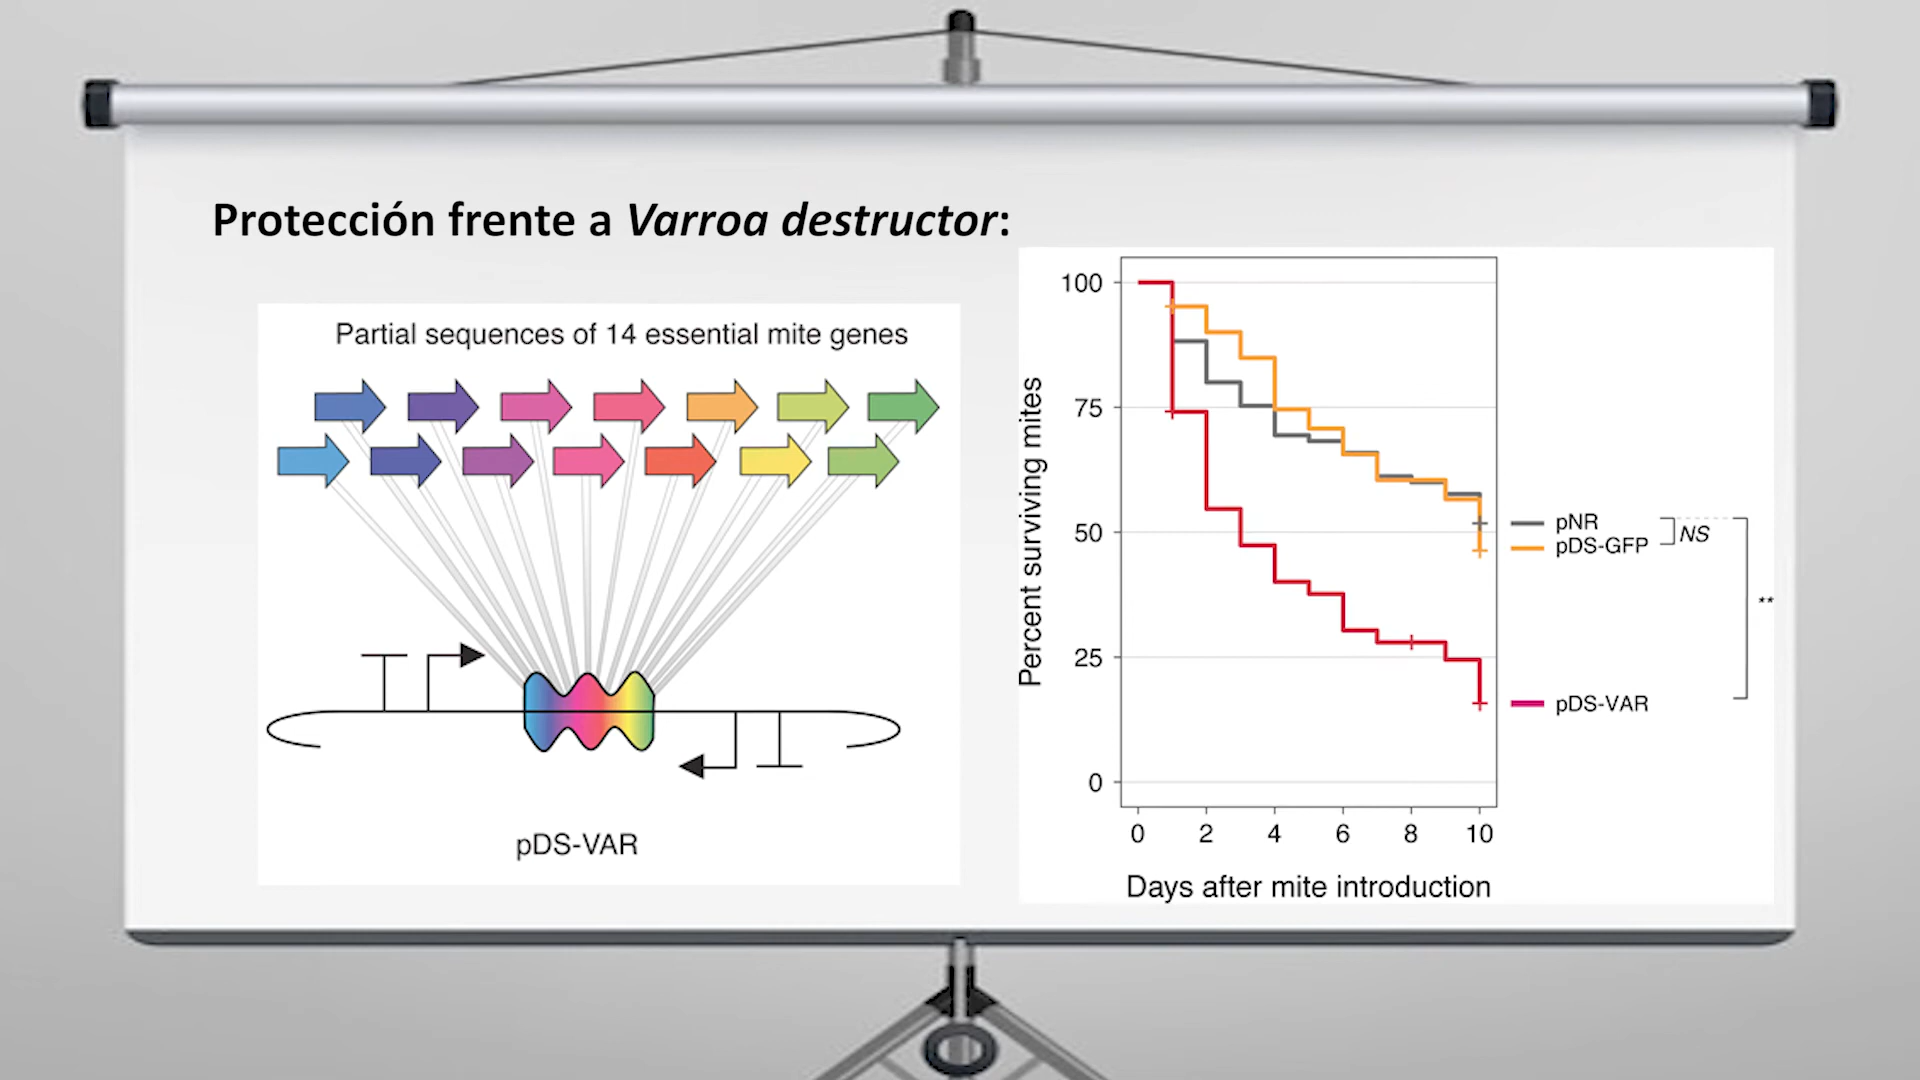 Protección frente a Varroa destructor:
Partial sequences of 14 essential mite genes
pDS-VAR
Percent surviving mites
100
75
50
25
0
0 2 4 6 8 10
Days after mite introduction
pNR
pDS-GFP
NS
**
pDS-VAR